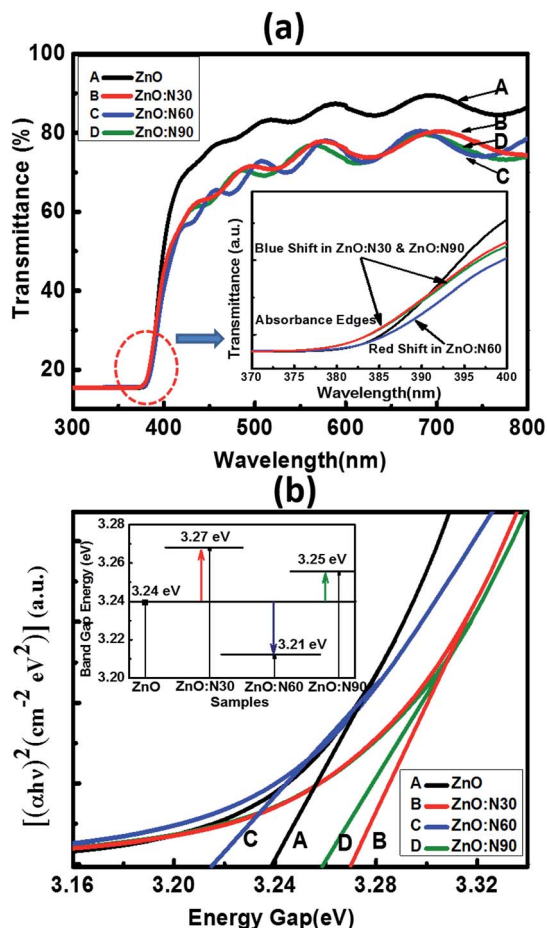 (a)
Transmittance (%)
100
80
60
40
20
A ZnO
B ZnO:N30
C ZnO:N60
D ZnO:N90
A
B
D
C
Transmittance (a.u.)
Blue Shift in ZnO:N30 & ZnO:N90
Absorbance Edges
Red Shift in ZnO:N60
370 375 380 385 390 395 400
Wavelength(nm)
300 400 500 600 700 800
Wavelength(nm)
(b)
[(αhν)² (cm⁻² eV²)] (a.u.)
Band Gap Energy (eV)
3.28
3.26
3.24
3.22
3.20
3.27 eV
3.25 eV
3.24 eV
3.21 eV
ZnO ZnO:N30 ZnO:N60 ZnO:N90
Samples
A ZnO
B ZnO:N30
C ZnO:N60
D ZnO:N90
C A D B
3.16 3.20 3.24 3.28 3.32
Energy Gap(eV)